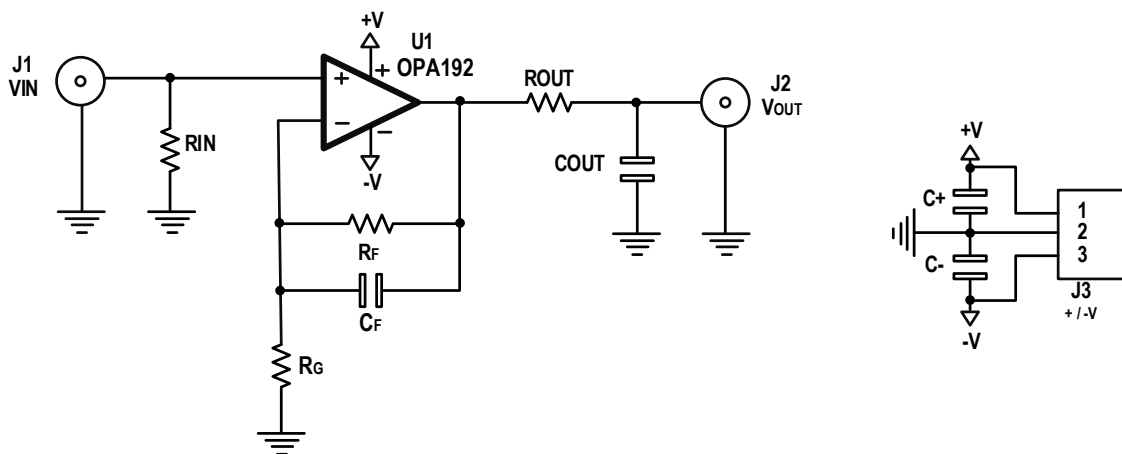 J1
VIN
RIN
+V
U1
OPA192
+
+
−
−
-V
ROUT
COUT
J2
VOUT
RF
CF
RG
+V
C+
C-
-V
1
2
3
J3
+ / -V